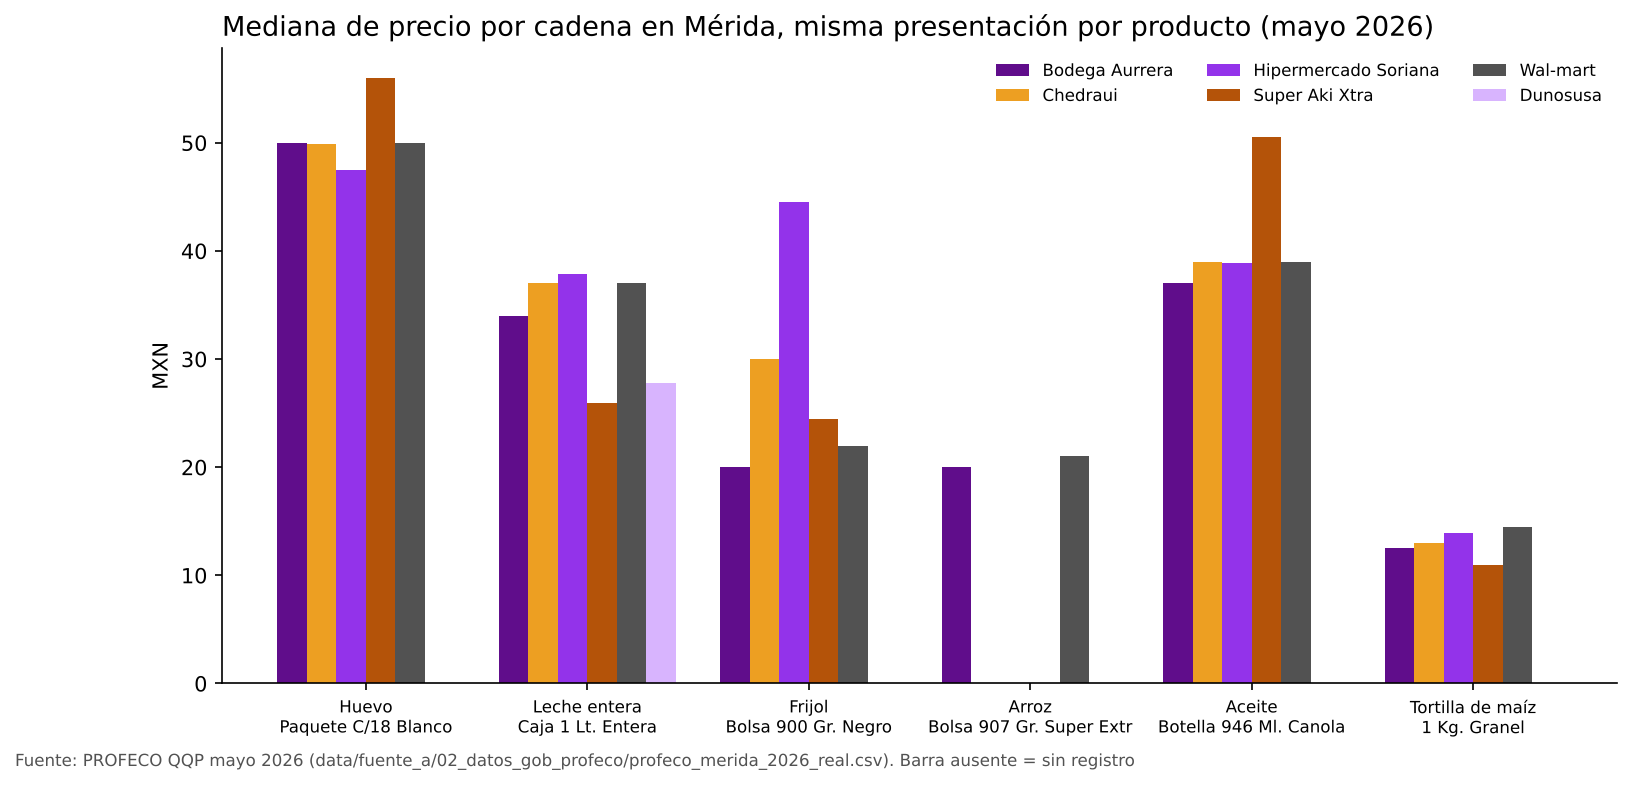 Mediana de precio por cadena en Mérida, misma presentación por producto (mayo 2026)
Bodega Aurrera
Chedraui
Hipermercado Soriana
Super Aki Xtra
Wal-mart
Dunosusa
MXN
50
40
30
20
10
0
Huevo
Paquete C/18 Blanco
Leche entera
Caja 1 Lt. Entera
Frijol
Bolsa 900 Gr. Negro
Arroz
Bolsa 907 Gr. Super Extr
Aceite
Botella 946 Ml. Canola
Tortilla de maíz
1 Kg. Granel
Fuente: PROFECO QQP mayo 2026 (data/fuente_a/02_datos_gob_profeco/profeco_merida_2026_real.csv). Barra ausente = sin registro